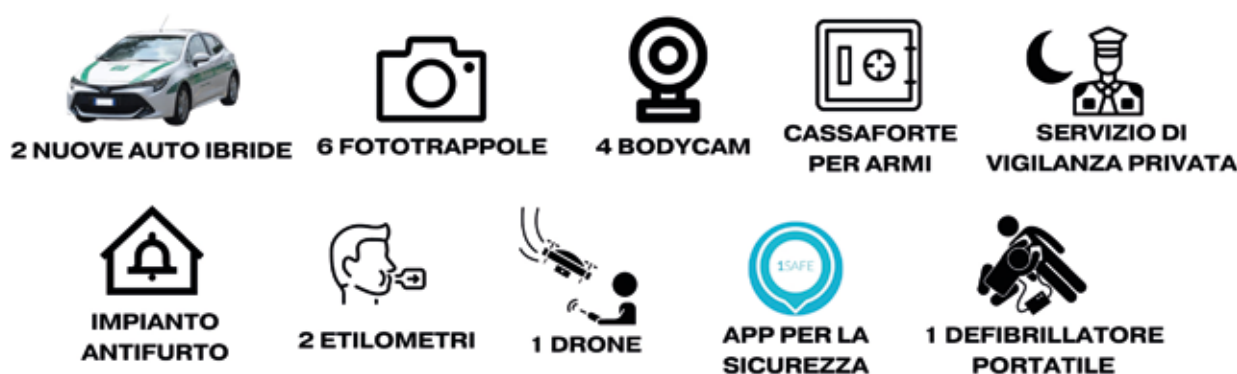 2 NUOVE AUTO IBRIDE
6 FOTOTRAPPOLE
4 BODYCAM
CASSAFORTE
PER ARMI
SERVIZIO DI
VIGILANZA PRIVATA
IMPIANTO
ANTIFURTO
2 ETILOMETRI
1 DRONE
1SAFE
APP PER LA
SICUREZZA
1 DEFIBRILLATORE
PORTATILE